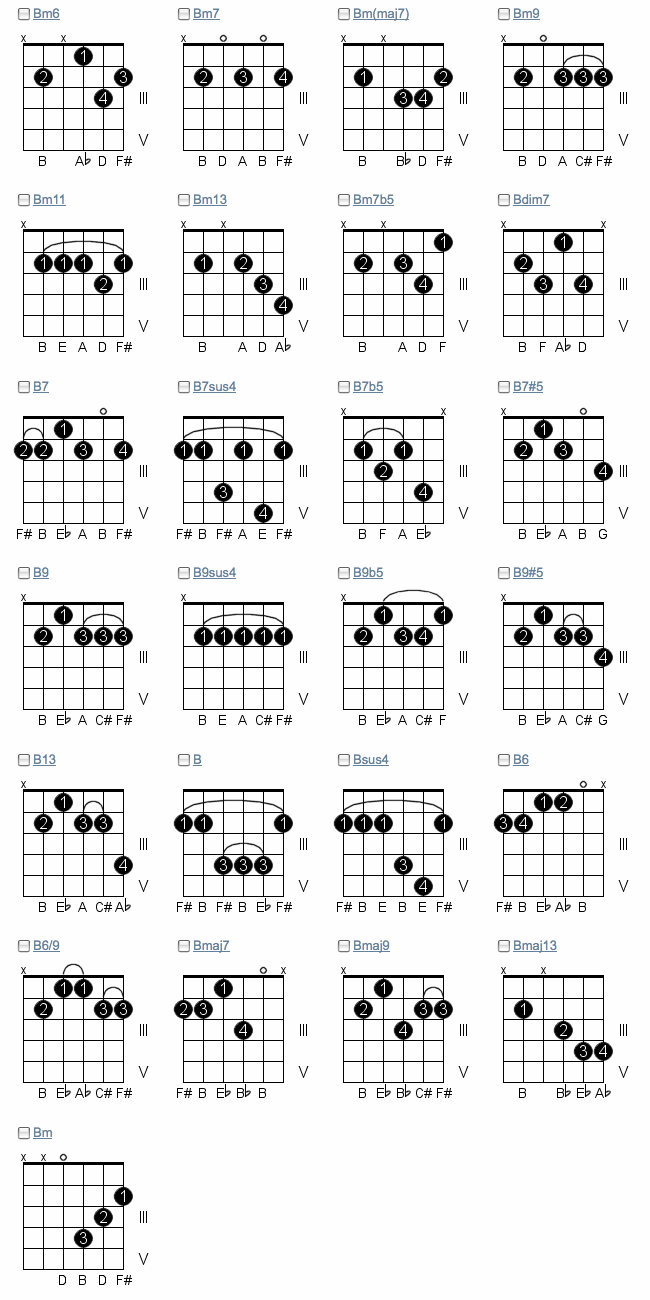 Bm6 Bm7 Bm(maj7) Bm9
x x x o o x x x o
1
2 3 2 3 4 1 2 2 3 3 3
4 III III 3 4 III III
V V V V
B A♭ D F# B D A B F# B B♭ D F# B D A C# F#
Bm11 Bm13 Bm7b5 Bdim7
x x x x x x x
1 1
1 1 1 1 1 2 2 3 2
2 III 3 III 4 III 3 4 III
4
V V V V
B E A D F# B A D A♭ B A D F B F A♭ D
B7 B7sus4 B7b5 B7#5
o x x x o
1 1
2 2 3 4 1 1 1 1 1 1 2 3
III III 2 III 4 III
3 4
V 4 V V V
F# B E♭ A B F# F# B F# A E F# B F A E♭ B E♭ A B G
B9 B9sus4 B9b5 B9#5
x x x x
1 1 1 1
2 3 3 3 1 1 1 1 1 2 3 4 2 3 3
III III III 4 III
V V V V
B E♭ A C# F# B E A C# F# B E♭ A C# F B E♭ A C# G
B13 B Bsus4 B6
x o x
1 1 2
2 3 3 1 1 1 1 1 1 1 3 4
III III III III
4 3 3 3 3
V V 4 V V
B E♭ A C# A♭ F# B F# B E♭ F# F# B E B E F# F# B E♭ A♭ B
B6/9 Bmaj7 Bmaj9 Bmaj13
x o x x x x
1 1 1 1
2 3 3 2 3 2 3 3 1
III 4 III 4 III 2 III
3 4
V V V V
B E♭ A♭ C# F# F# B E♭ B♭ B B E♭ B♭ C# F# B B♭ E♭ A♭
Bm
x x o
1
2 III
3
V
D B D F#